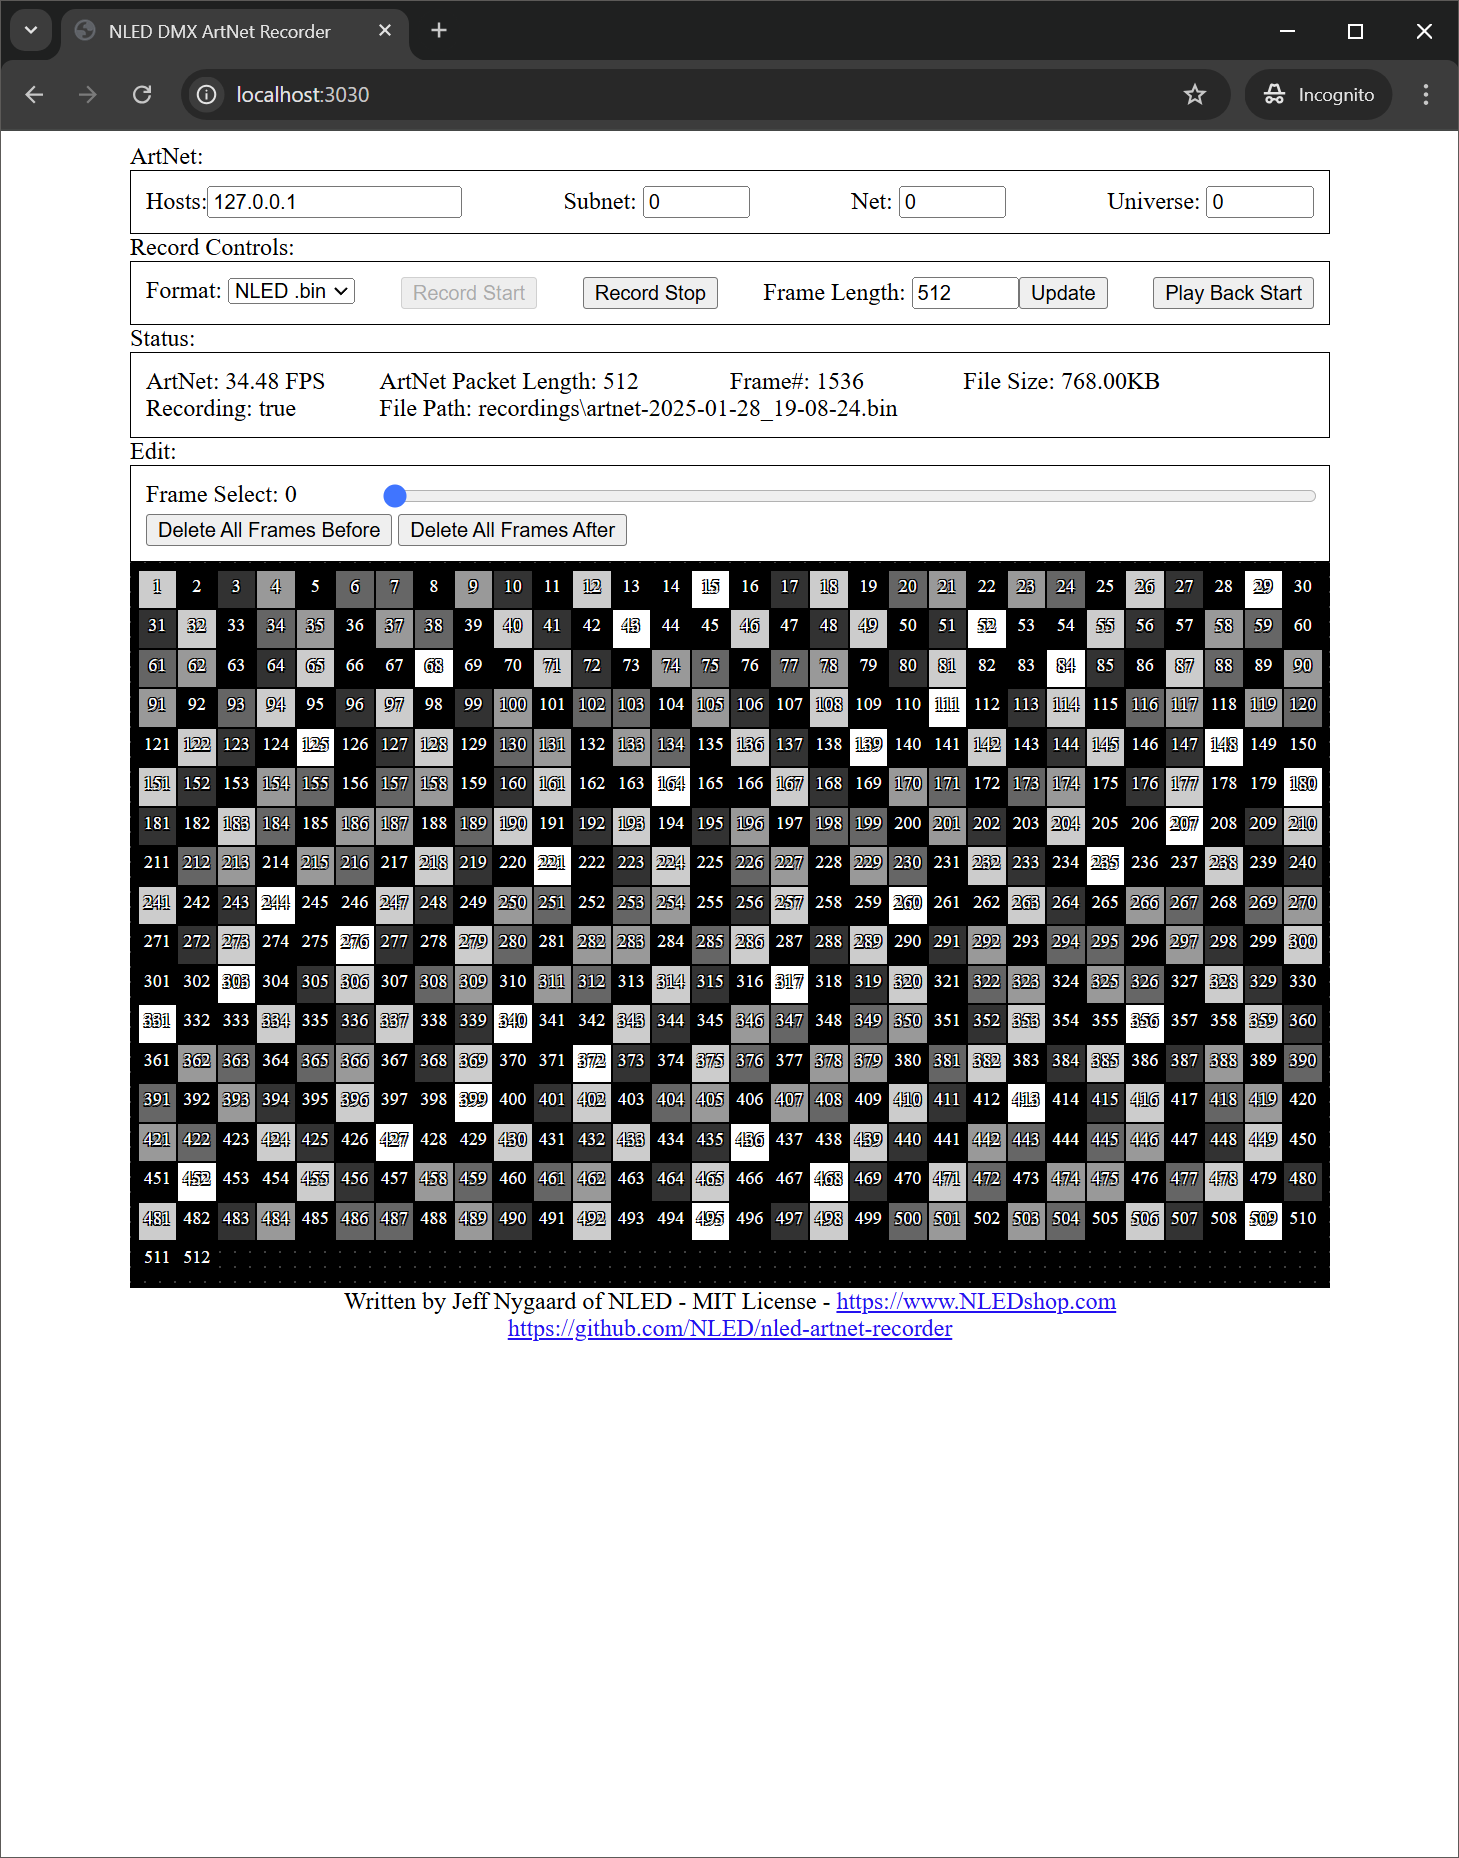 NLED DMX ArtNet Recorder
localhost:3030
Incognito
ArtNet:
Hosts: 127.0.0.1 Subnet: 0 Net: 0 Universe: 0
Record Controls:
Format: NLED .bin Record Start Record Stop Frame Length: 512 Update Play Back Start
Status:
ArtNet: 34.48 FPS ArtNet Packet Length: 512 Frame#: 1536 File Size: 768.00KB
Recording: true File Path: recordings\artnet-2025-01-28_19-08-24.bin
Edit:
Frame Select: 0
Delete All Frames Before Delete All Frames After
1 2 3 4 5 6 7 8 9 10 11 12 13 14 15 16 17 18 19 20 21 22 23 24 25 26 27 28 29 30
31 32 33 34 35 36 37 38 39 40 41 42 43 44 45 46 47 48 49 50 51 52 53 54 55 56 57 58 59 60
61 62 63 64 65 66 67 68 69 70 71 72 73 74 75 76 77 78 79 80 81 82 83 84 85 86 87 88 89 90
91 92 93 94 95 96 97 98 99 100 101 102 103 104 105 106 107 108 109 110 111 112 113 114 115 116 117 118 119 120
121 122 123 124 125 126 127 128 129 130 131 132 133 134 135 136 137 138 139 140 141 142 143 144 145 146 147 148 149 150
151 152 153 154 155 156 157 158 159 160 161 162 163 164 165 166 167 168 169 170 171 172 173 174 175 176 177 178 179 180
181 182 183 184 185 186 187 188 189 190 191 192 193 194 195 196 197 198 199 200 201 202 203 204 205 206 207 208 209 210
211 212 213 214 215 216 217 218 219 220 221 222 223 224 225 226 227 228 229 230 231 232 233 234 235 236 237 238 239 240
241 242 243 244 245 246 247 248 249 250 251 252 253 254 255 256 257 258 259 260 261 262 263 264 265 266 267 268 269 270
271 272 273 274 275 276 277 278 279 280 281 282 283 284 285 286 287 288 289 290 291 292 293 294 295 296 297 298 299 300
301 302 303 304 305 306 307 308 309 310 311 312 313 314 315 316 317 318 319 320 321 322 323 324 325 326 327 328 329 330
331 332 333 334 335 336 337 338 339 340 341 342 343 344 345 346 347 348 349 350 351 352 353 354 355 356 357 358 359 360
361 362 363 364 365 366 367 368 369 370 371 372 373 374 375 376 377 378 379 380 381 382 383 384 385 386 387 388 389 390
391 392 393 394 395 396 397 398 399 400 401 402 403 404 405 406 407 408 409 410 411 412 413 414 415 416 417 418 419 420
421 422 423 424 425 426 427 428 429 430 431 432 433 434 435 436 437 438 439 440 441 442 443 444 445 446 447 448 449 450
451 452 453 454 455 456 457 458 459 460 461 462 463 464 465 466 467 468 469 470 471 472 473 474 475 476 477 478 479 480
481 482 483 484 485 486 487 488 489 490 491 492 493 494 495 496 497 498 499 500 501 502 503 504 505 506 507 508 509 510
511 512
Written by Jeff Nygaard of NLED - MIT License - https://www.NLEDshop.com
https://github.com/NLED/nled-artnet-recorder